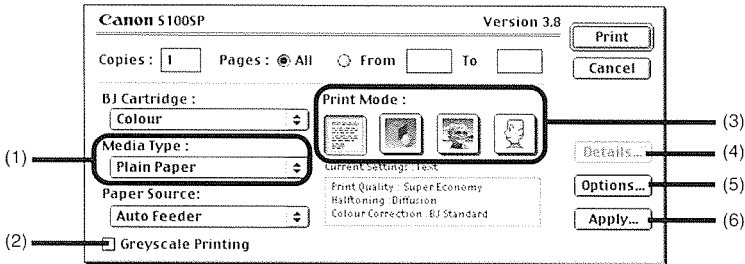 Canon S100SP Version 3.8
Print
Copies : 1 Pages : All From To
Cancel
BJ Cartridge :
Colour
Print Mode :
(3)
Media Type :
(1)
Plain Paper
Details...
(4)
Current Setting: :Text
Paper Source:
Print Quality : Super Economy
Halftoning : Diffusion
Colour Correction :BJ Standard
Options...
(5)
Auto Feeder
Apply...
(6)
(2)
Greyscale Printing